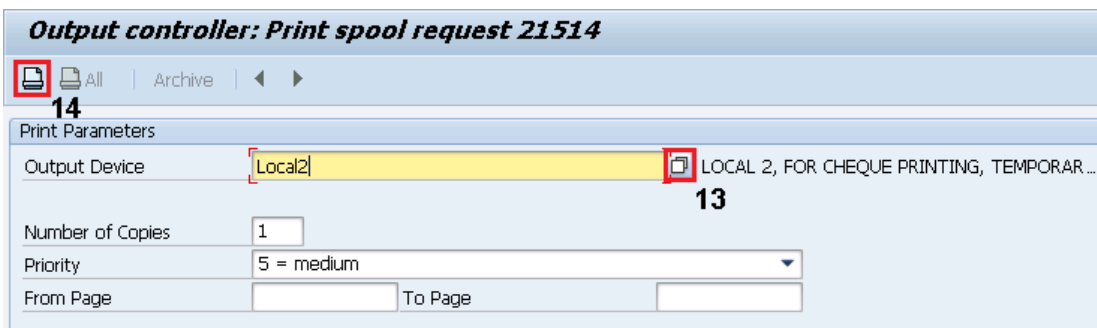 Output controller: Print spool request 21514
All Archive
14
Print Parameters
Output Device Local2 LOCAL 2, FOR CHEQUE PRINTING, TEMPORAR...
13
Number of Copies 1
Priority 5 = medium
From Page To Page